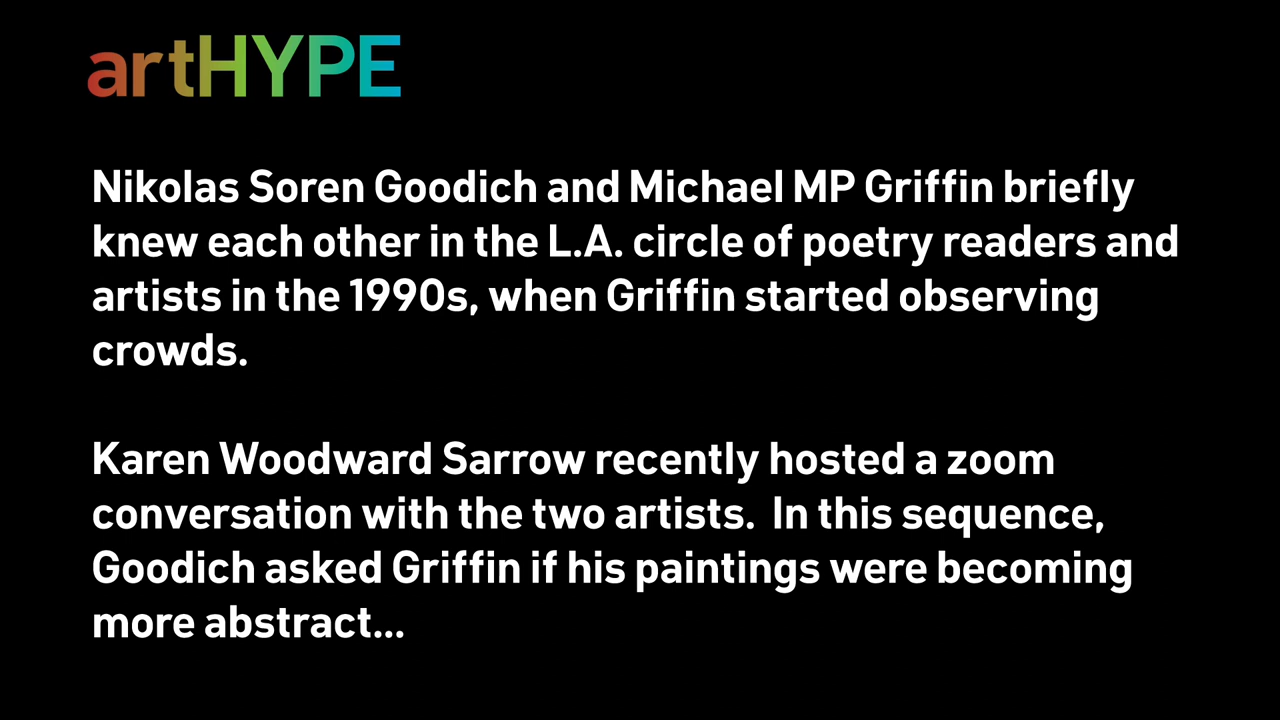 artHYPE
Nikolas Soren Goodich and Michael MP Griffin briefly
knew each other in the L.A. circle of poetry readers and
artists in the 1990s, when Griffin started observing
crowds.
Karen Woodward Sarrow recently hosted a zoom
conversation with the two artists.  In this sequence,
Goodich asked Griffin if his paintings were becoming
more abstract...